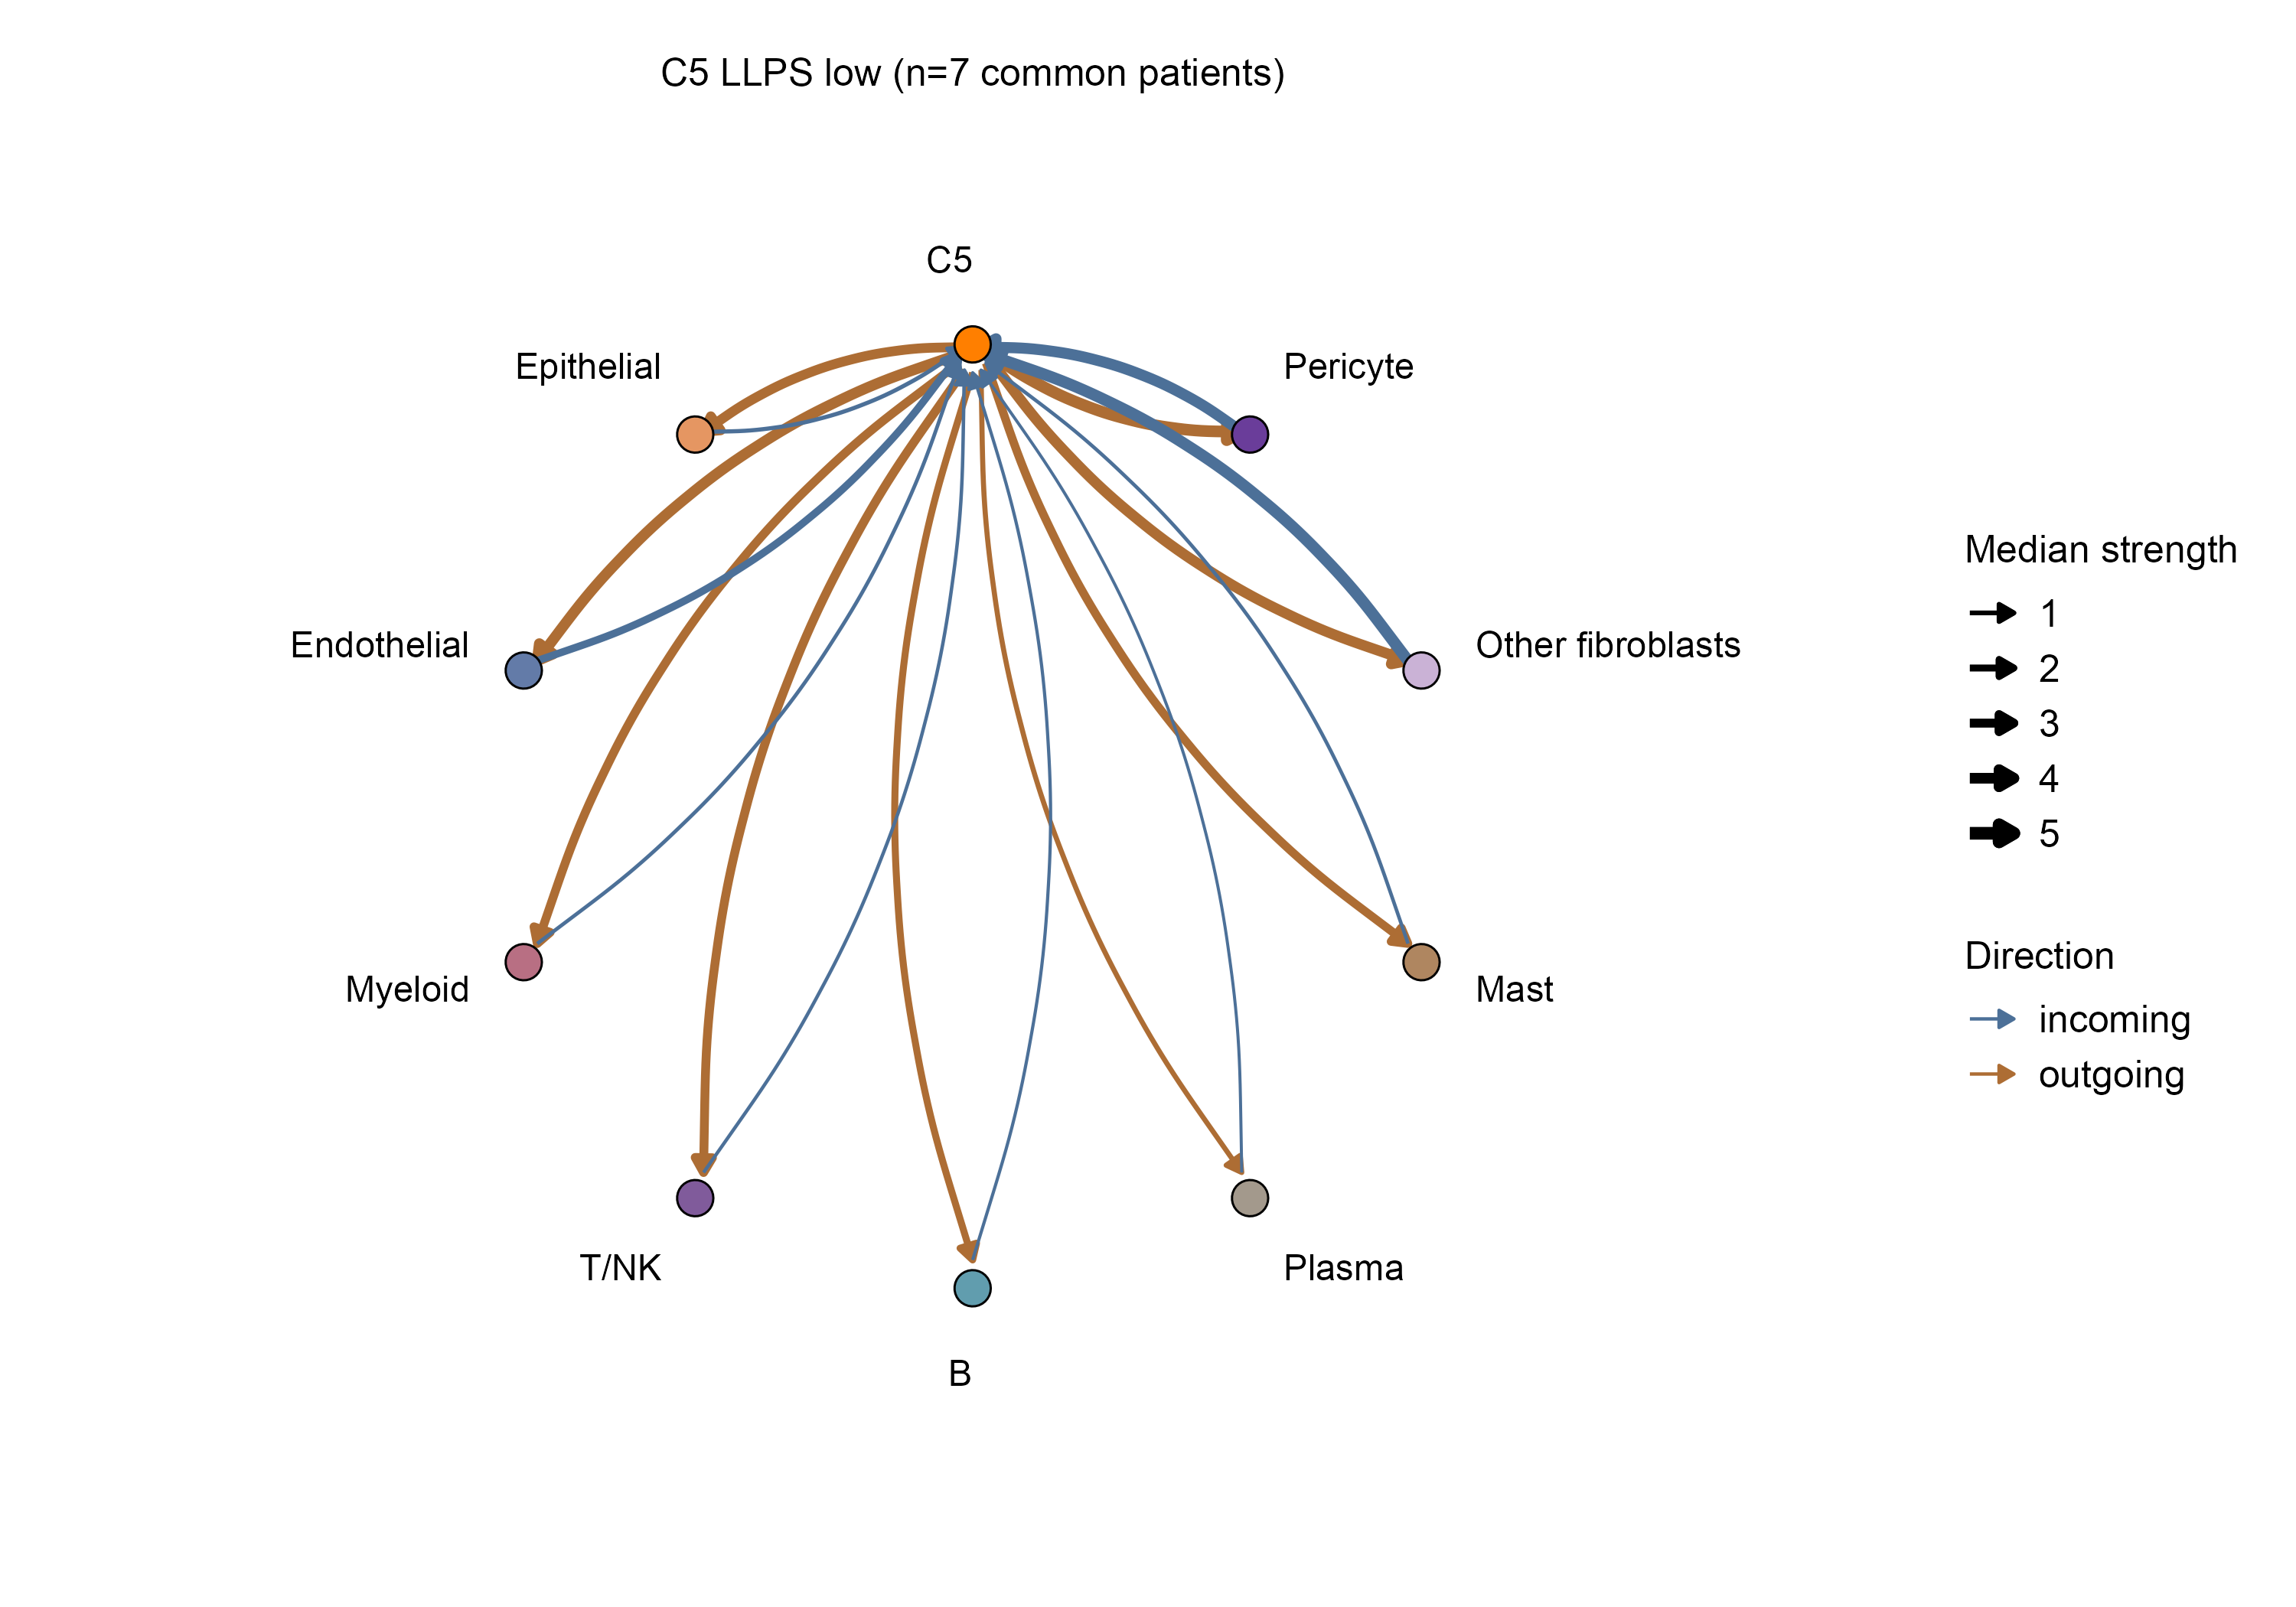 C5 LLPS low (n=7 common patients)
C5
Epithelial
Pericyte
Endothelial
Other fibroblasts
Myeloid
Mast
T/NK
Plasma
B
Median strength
1
2
3
4
5
Direction
incoming
outgoing